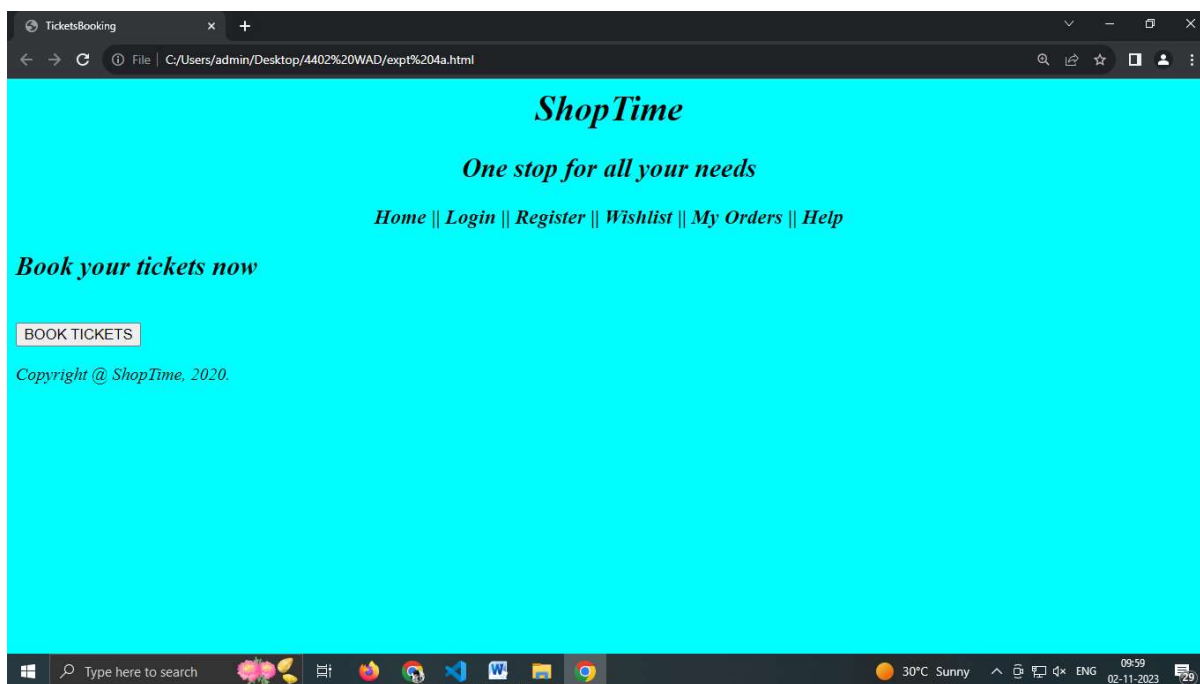 TicketsBooking
File | C:/Users/admin/Desktop/4402%20WAD/expt%204a.html
ShopTime
One stop for all your needs
Home || Login || Register || Wishlist || My Orders || Help
Book your tickets now
BOOK TICKETS
Copyright @ ShopTime, 2020.
Type here to search
30°C Sunny
ENG
09:59
02-11-2023
29